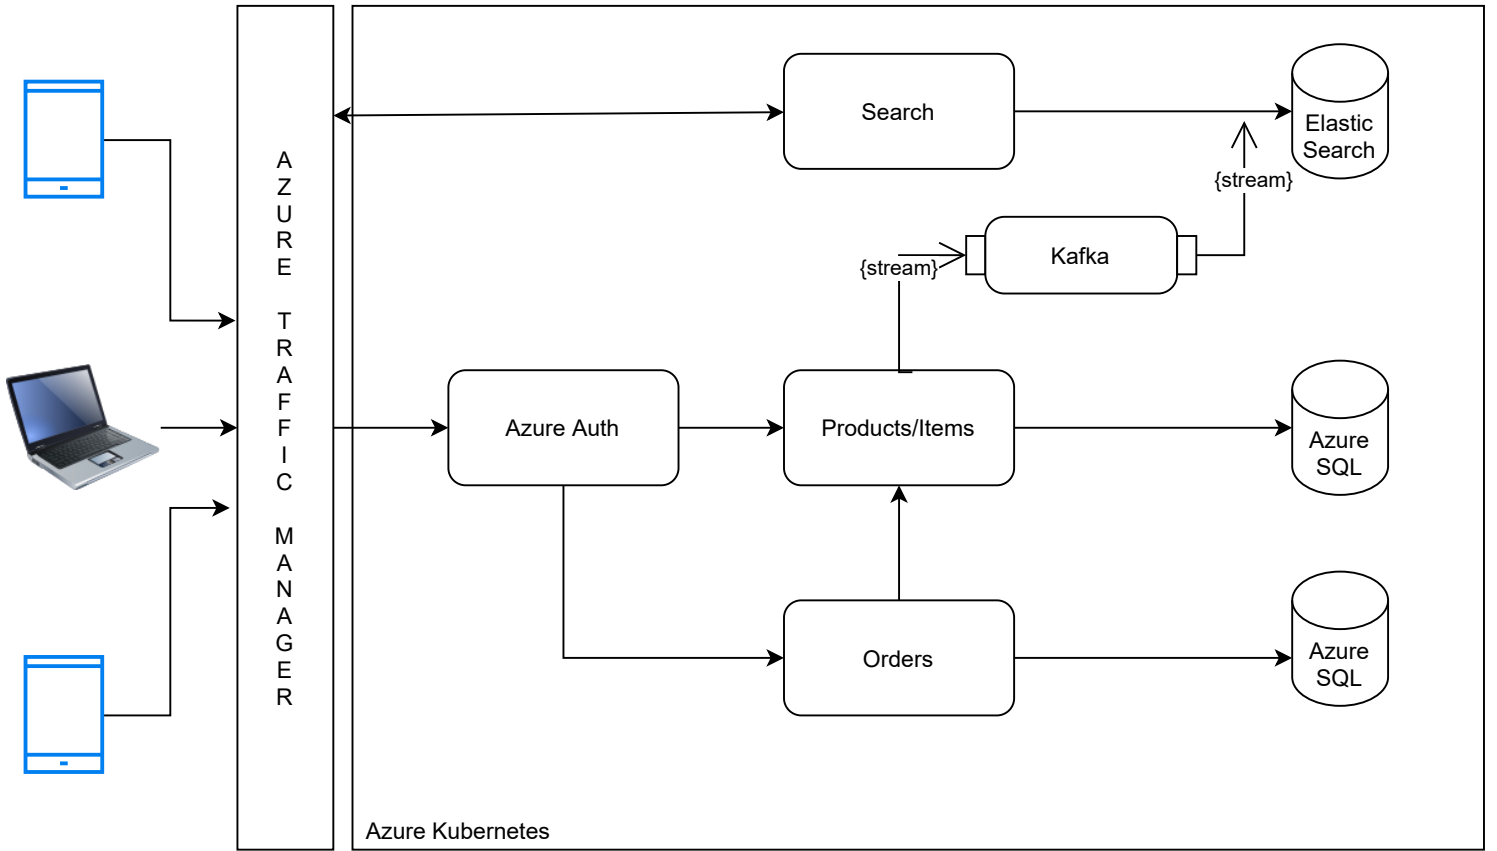 A
Z
U
R
E
T
R
A
F
F
I
C
M
A
N
A
G
E
R
Search
Elastic
Search
{stream}
Kafka
{stream}
Azure Auth
Products/Items
Azure
SQL
Orders
Azure
SQL
Azure Kubernetes